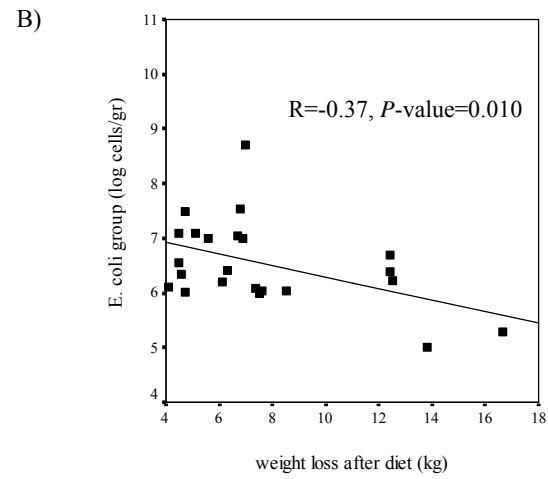 B)
11
10
R=-0.37, P-value=0.010
9
8
7
6
5
4
E. coli group (log cells/gr)
4 6 8 10 12 14 16 18
weight loss after diet (kg)